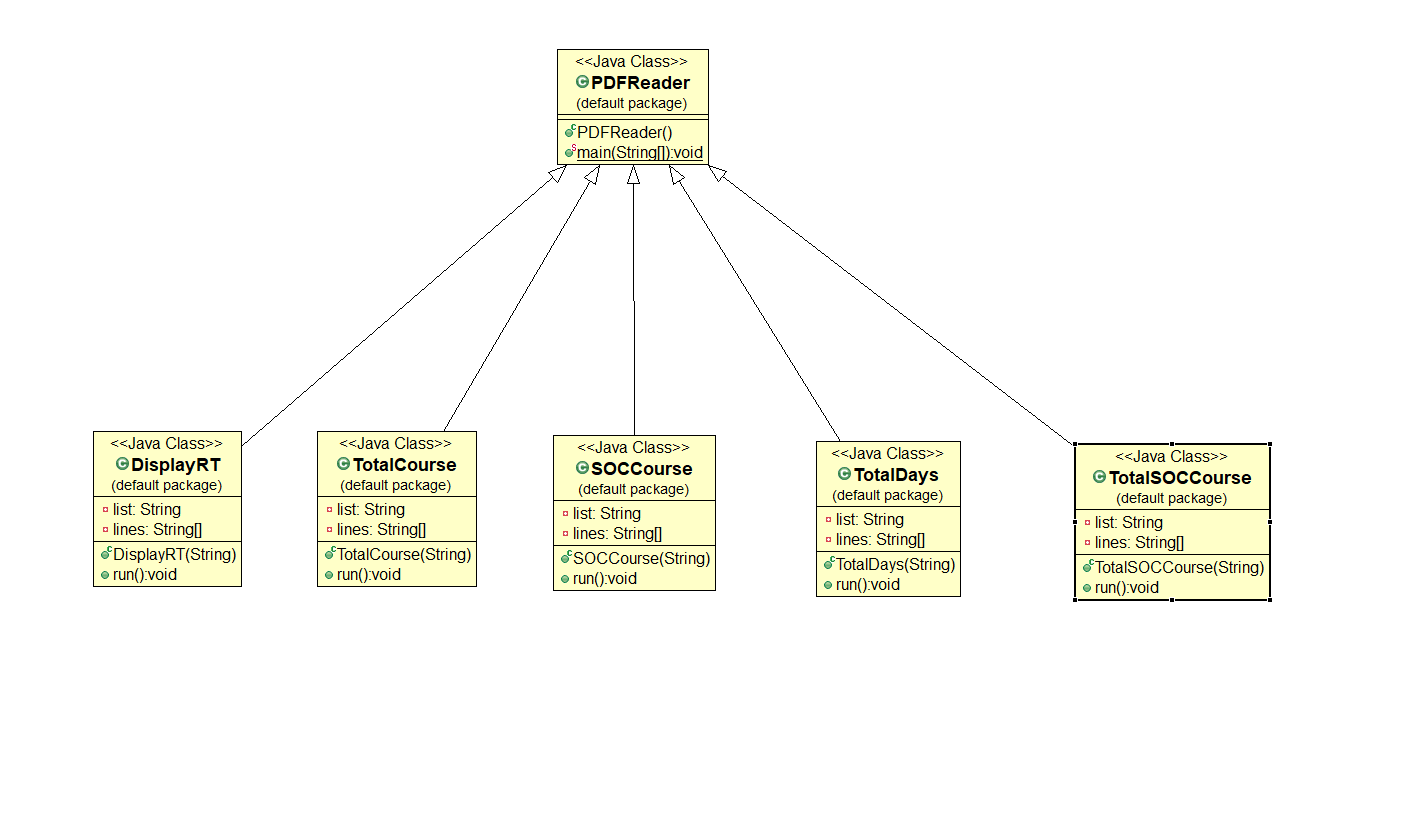 <<Java Class>>
PDFReader
(default package)
PDFReader()
main(String[]):void
<<Java Class>>
DisplayRT
(default package)
list: String
lines: String[]
DisplayRT(String)
run():void
<<Java Class>>
TotalCourse
(default package)
list: String
lines: String[]
TotalCourse(String)
run():void
<<Java Class>>
SOCCourse
(default package)
list: String
lines: String[]
SOCCourse(String)
run():void
<<Java Class>>
TotalDays
(default package)
list: String
lines: String[]
TotalDays(String)
run():void
<<Java Class>>
TotalSOCCourse
(default package)
list: String
lines: String[]
TotalSOCCourse(String)
run():void